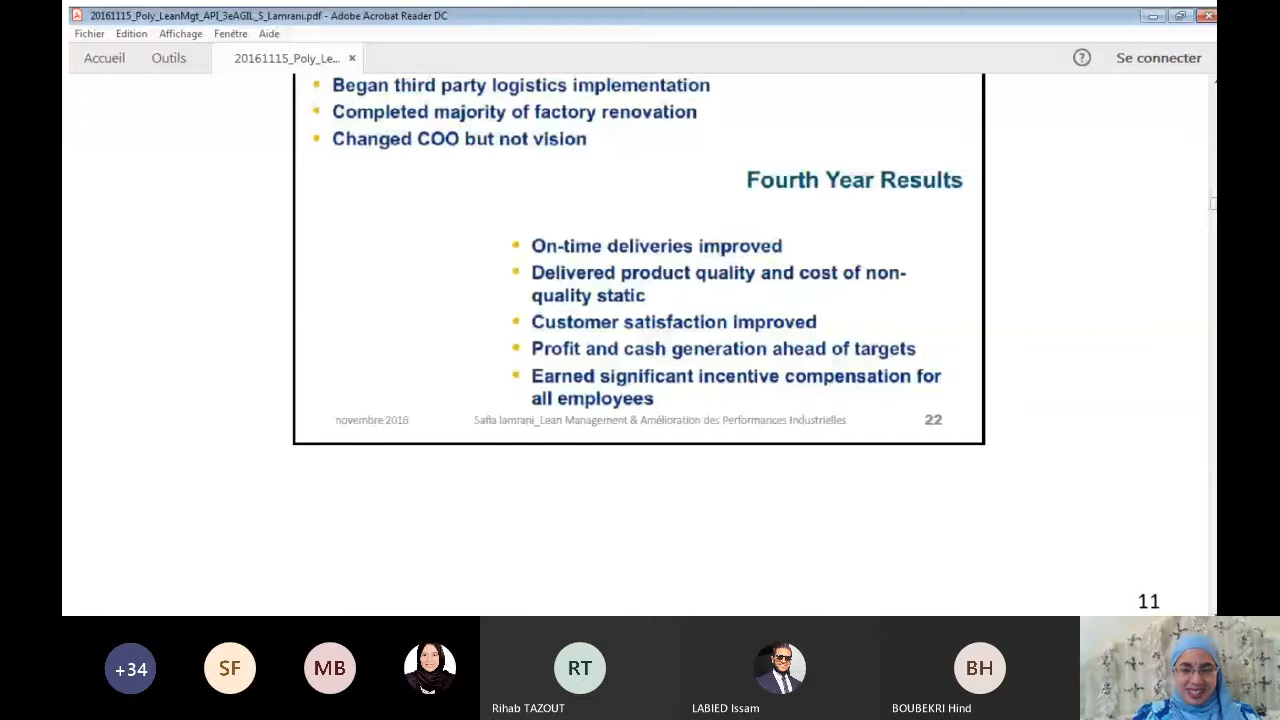 20161115_Poly_LeanMgt_API_3eAGIL_S_Lamrani.pdf - Adobe Acrobat Reader DC
Fichier Edition Affichage Fenêtre Aide
Accueil Outils 20161115_Poly_Le... × ? Se connecter
Began third party logistics implementation
Completed majority of factory renovation
Changed COO but not vision
Fourth Year Results
On-time deliveries improved
Delivered product quality and cost of non-
quality static
Customer satisfaction improved
Profit and cash generation ahead of targets
Earned significant incentive compensation for
all employees
novembre 2016 Safia lamrani_Lean Management & Amélioration des Performances Industrielles 22
11
+34 SF MB RT BH
Rihab TAZOUT LABIED Issam BOUBEKRI Hind